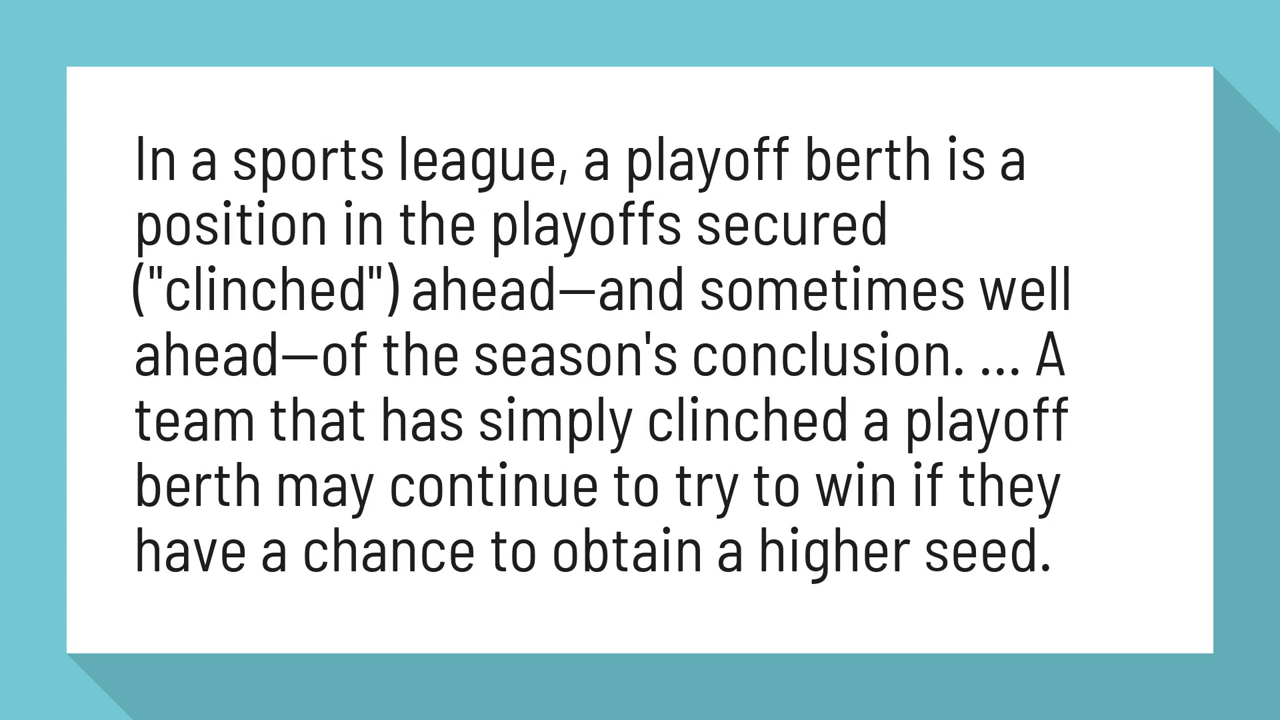 In a sports league, a playoff berth is a
position in the playoffs secured
("clinched") ahead—and sometimes well
ahead—of the season's conclusion. ... A
team that has simply clinched a playoff
berth may continue to try to win if they
have a chance to obtain a higher seed.